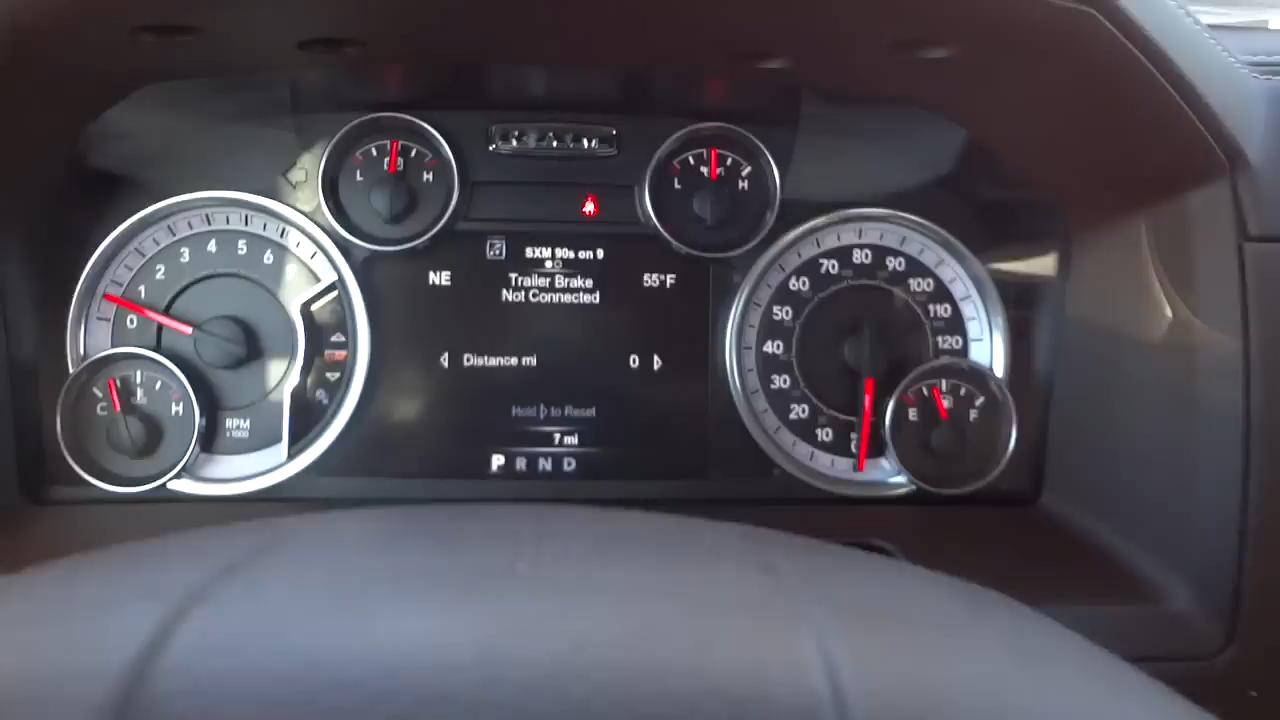 RAM
L H
L H
SXM 90s on 9
NE
Trailer Brake
Not Connected
55°F
Distance mi 0
Hold to Reset
7 mi
P R N D
0 1 2 3 4 5 6
RPM
x1000
C H
10 20 30 40 50 60 70 80 90 100 110 120
E F